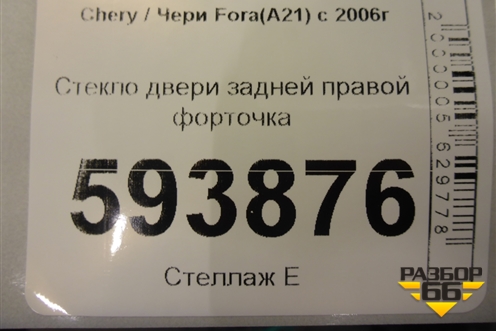 Chery / Чери Fora(A21) с 2006г
Стекло двери задней правой
форточка
593876
Стеллаж Е
2000005629778
РАЗБОР
66